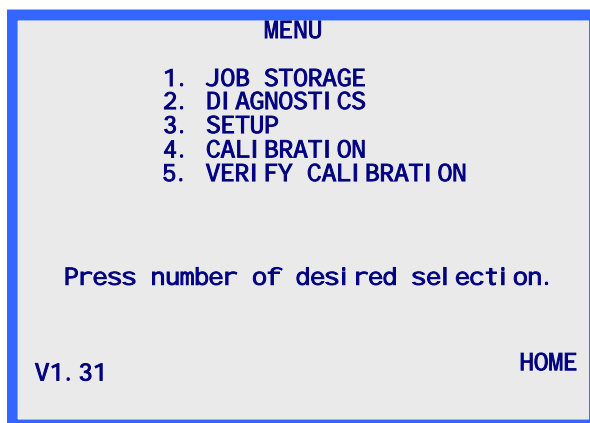 MENU
1. JOB STORAGE
2. DIAGNOSTICS
3. SETUP
4. CALIBRATION
5. VERIFY CALIBRATION
Press number of desired selection.
HOME
V1.31